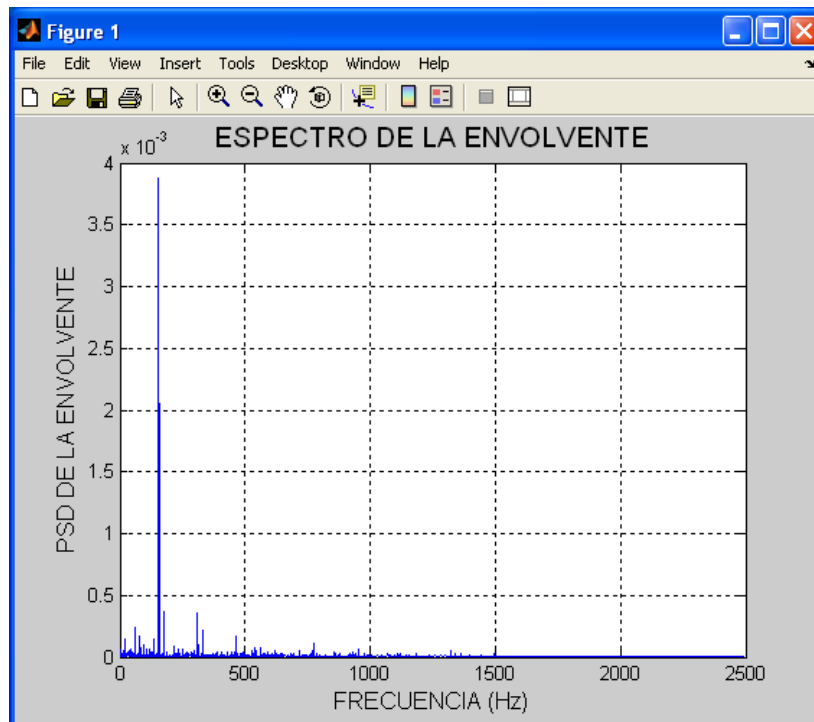 Figure 1
File Edit View Insert Tools Desktop Window Help
x 10^-3
ESPECTRO DE LA ENVOLVENTE
PSD DE LA ENVOLVENTE
4
3.5
3
2.5
2
1.5
1
0.5
0
0 500 1000 1500 2000 2500
FRECUENCIA (Hz)